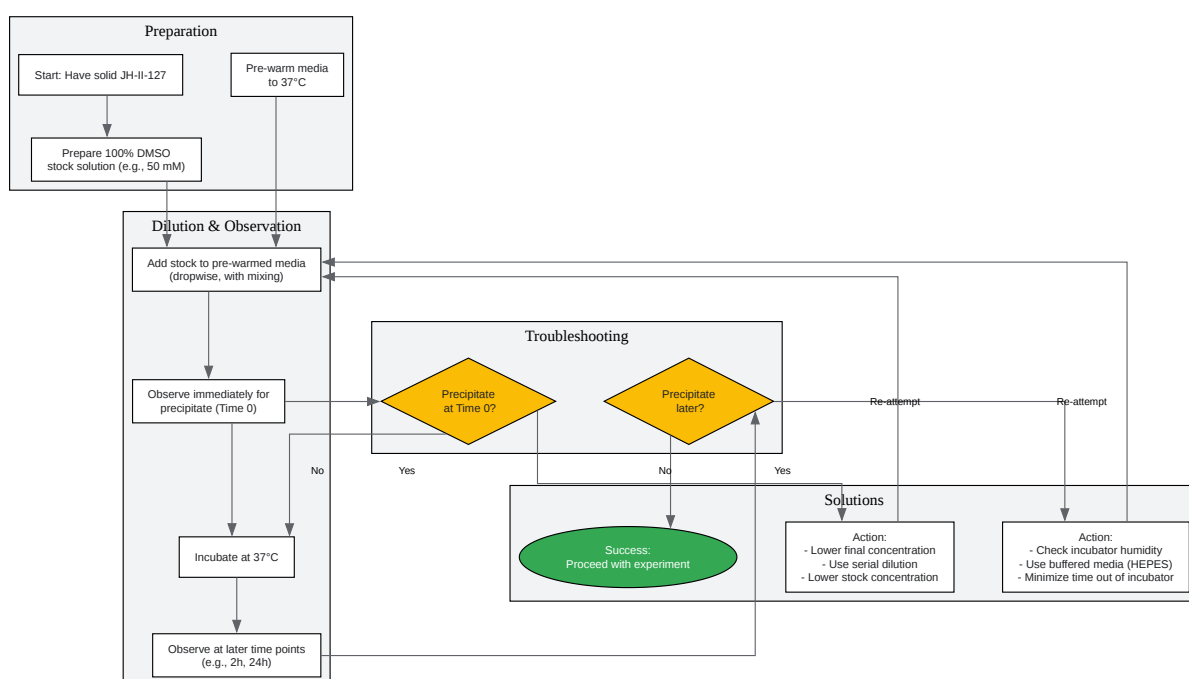 Preparation
Start: Have solid JH-II-127
Pre-warm media
to 37°C
Prepare 100% DMSO
stock solution (e.g., 50 mM)
Dilution & Observation
Add stock to pre-warmed media
(dropwise, with mixing)
Troubleshooting
Observe immediately for
precipitate (Time 0)
Precipitate
at Time 0?
Precipitate
later?
Re-attempt
Re-attempt
No
Yes
No
Yes
Solutions
Incubate at 37°C
Success:
Proceed with experiment
Action:
- Lower final concentration
- Use serial dilution
- Lower stock concentration
Action:
- Check incubator humidity
- Use buffered media (HEPES)
- Minimize time out of incubator
Observe at later time points
(e.g., 2h, 24h)